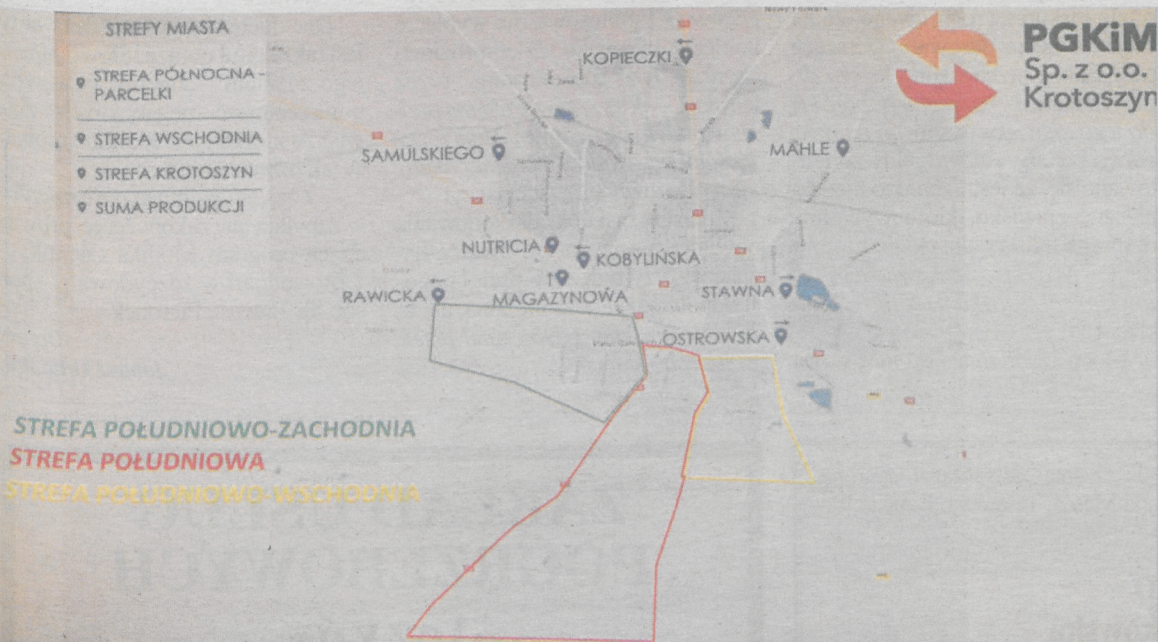 STREFY MIASTA
STREFA PÓŁNOCNA -
PARCELKI
STREFA WSCHODNIA
STREFA KROTOSZYN
SUMA PRODUKCJI
KOPIECZKI
PGKiM
Sp. z o.o.
Krotoszyn
SAMULSKIEGO
MAHLE
NUTRICIA
KOBYLIŃSKA
RAWICKA
MAGAZYNOWA
STAWNA
OSTROWSKA
STREFA POŁUDNIOWO-ZACHODNIA
STREFA POŁUDNIOWA
STREFA POŁUDNIOWO-WSCHODNIA